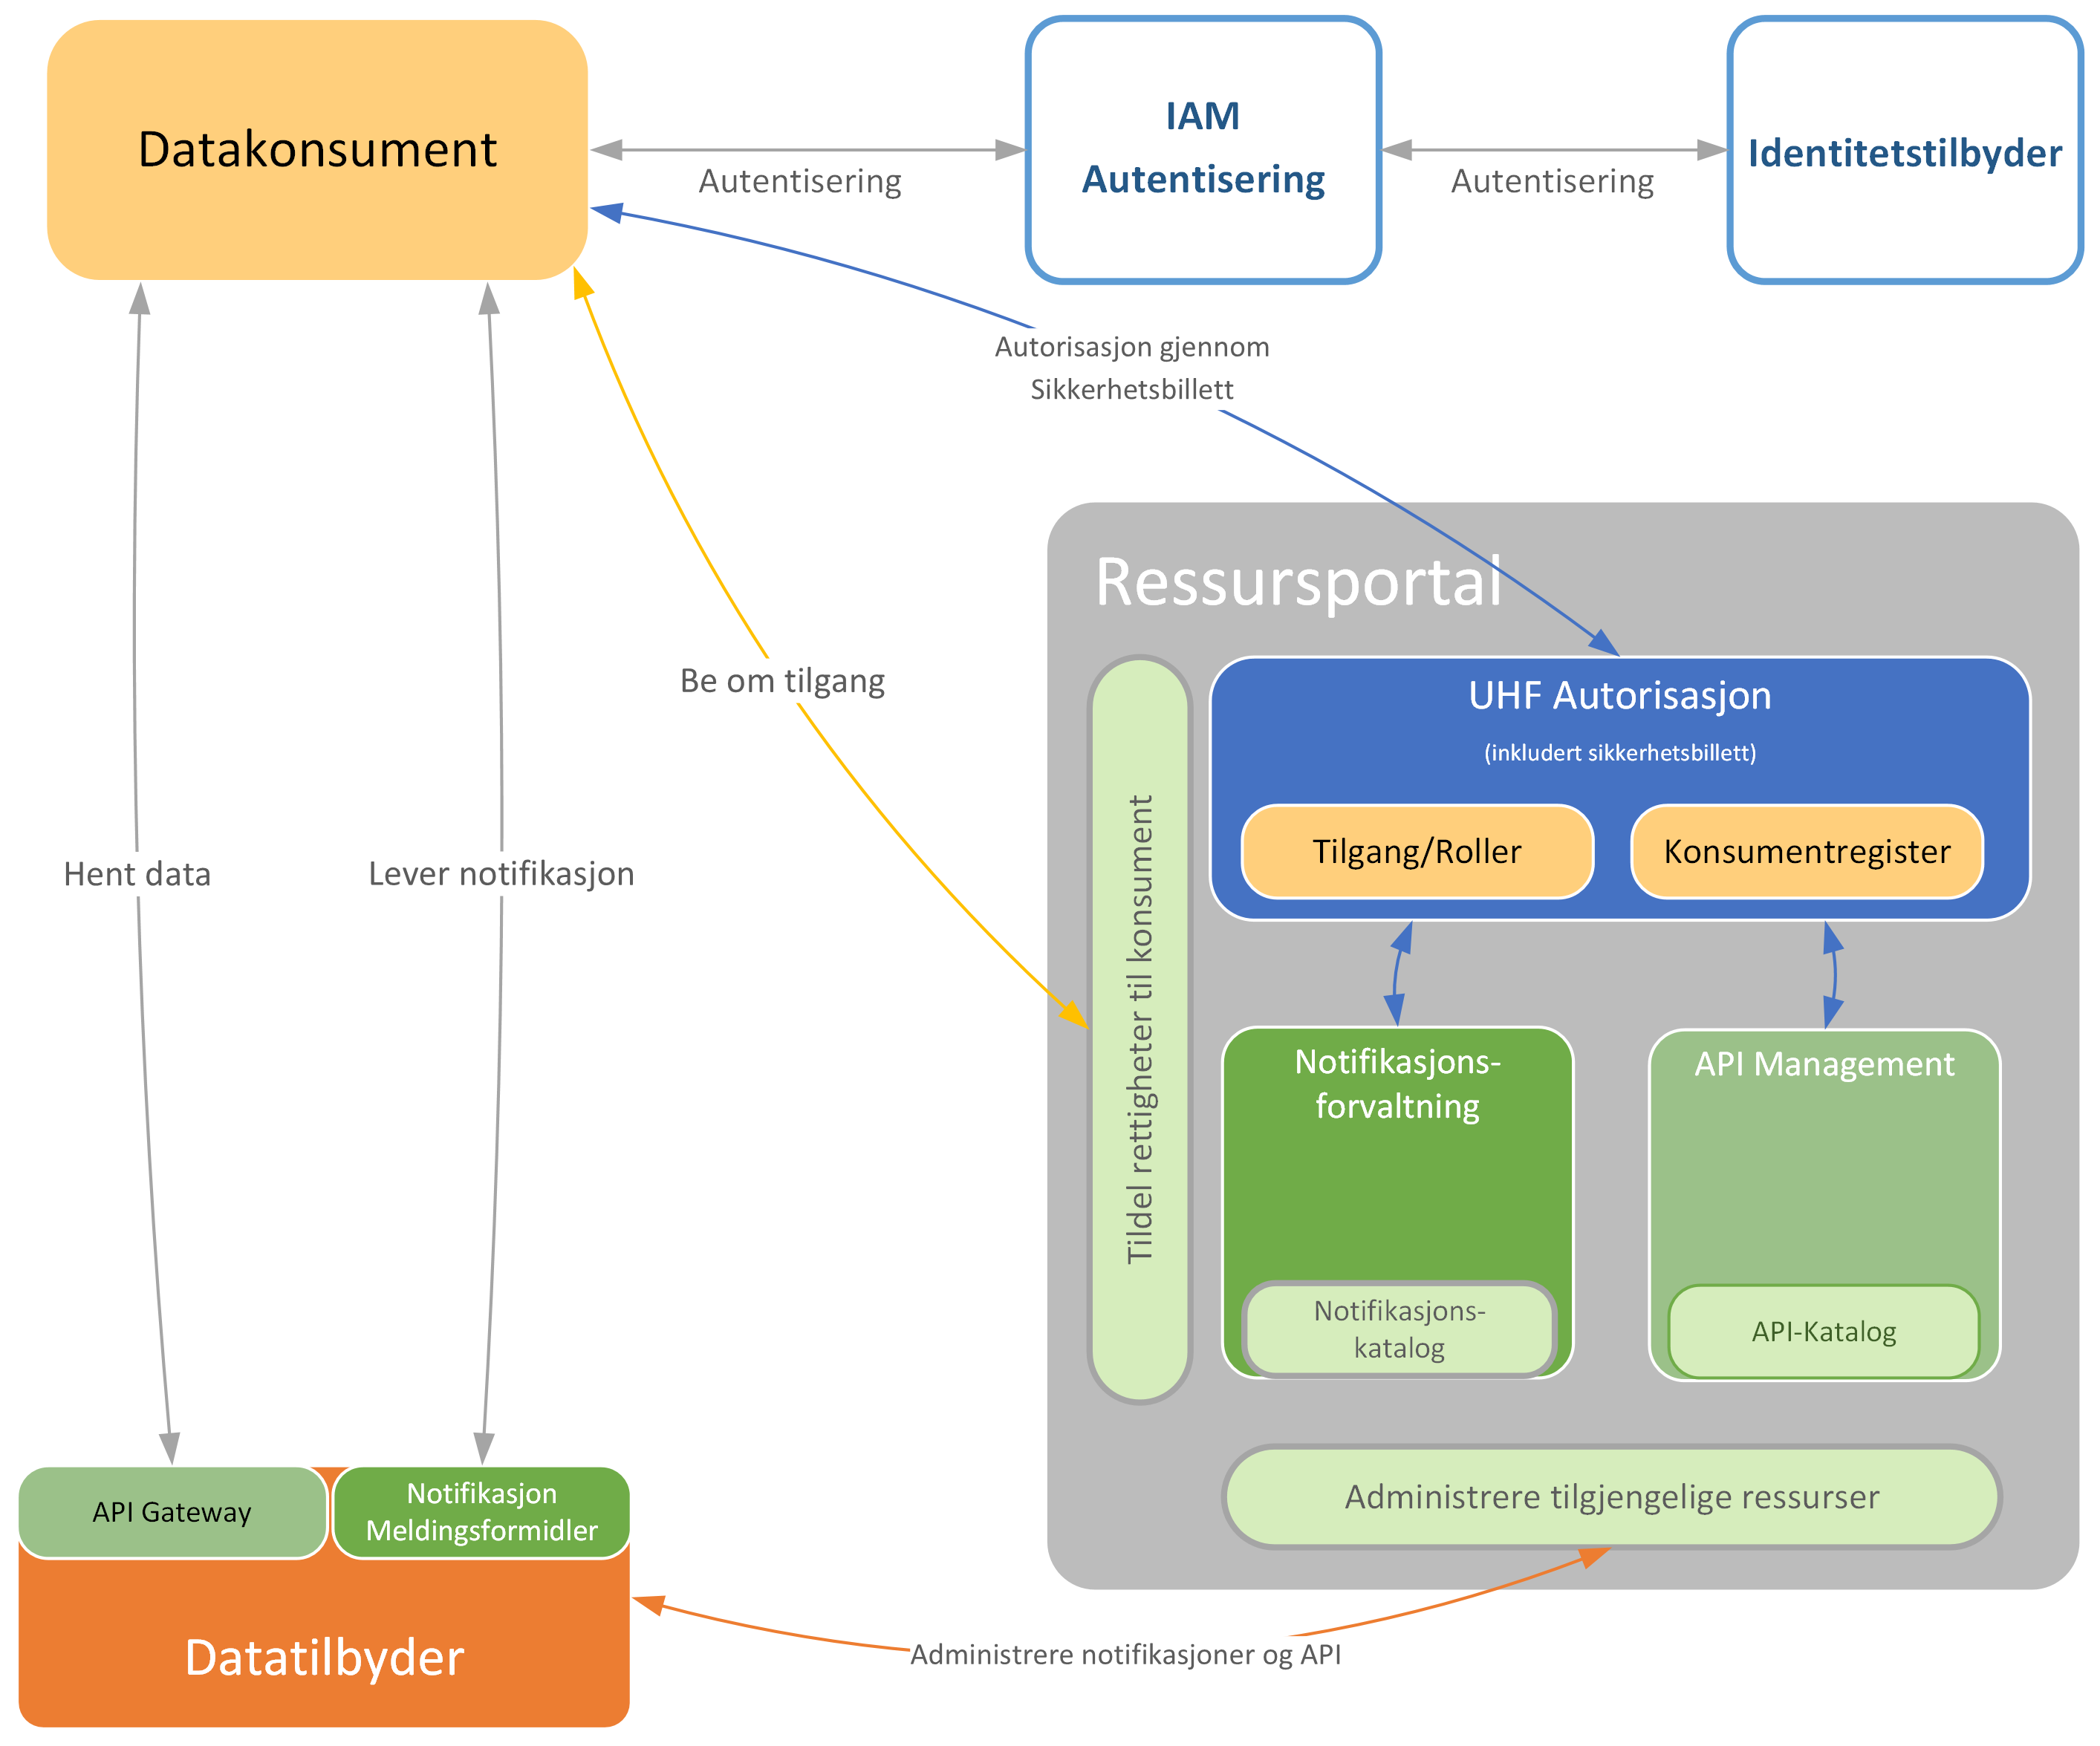 Datakonsument
IAM
Autentisering
Identitetstilbyder
Autentisering
Autentisering
Autorisasjon gjennom
Sikkerhetsbillett
Ressursportal
Be om tilgang
UHF Autorisasjon
(inkludert sikkerhetsbillett)
Tilgang/Roller
Konsumentregister
Hent data
Lever notifikasjon
Tildel rettigheter til konsument
Notifikasjons-
forvaltning
API Management
Notifikasjons-
katalog
API-Katalog
Administrere tilgjengelige ressurser
API Gateway
Notifikasjon
Meldingsformidler
Datatilbyder
Administrere notifikasjoner og API